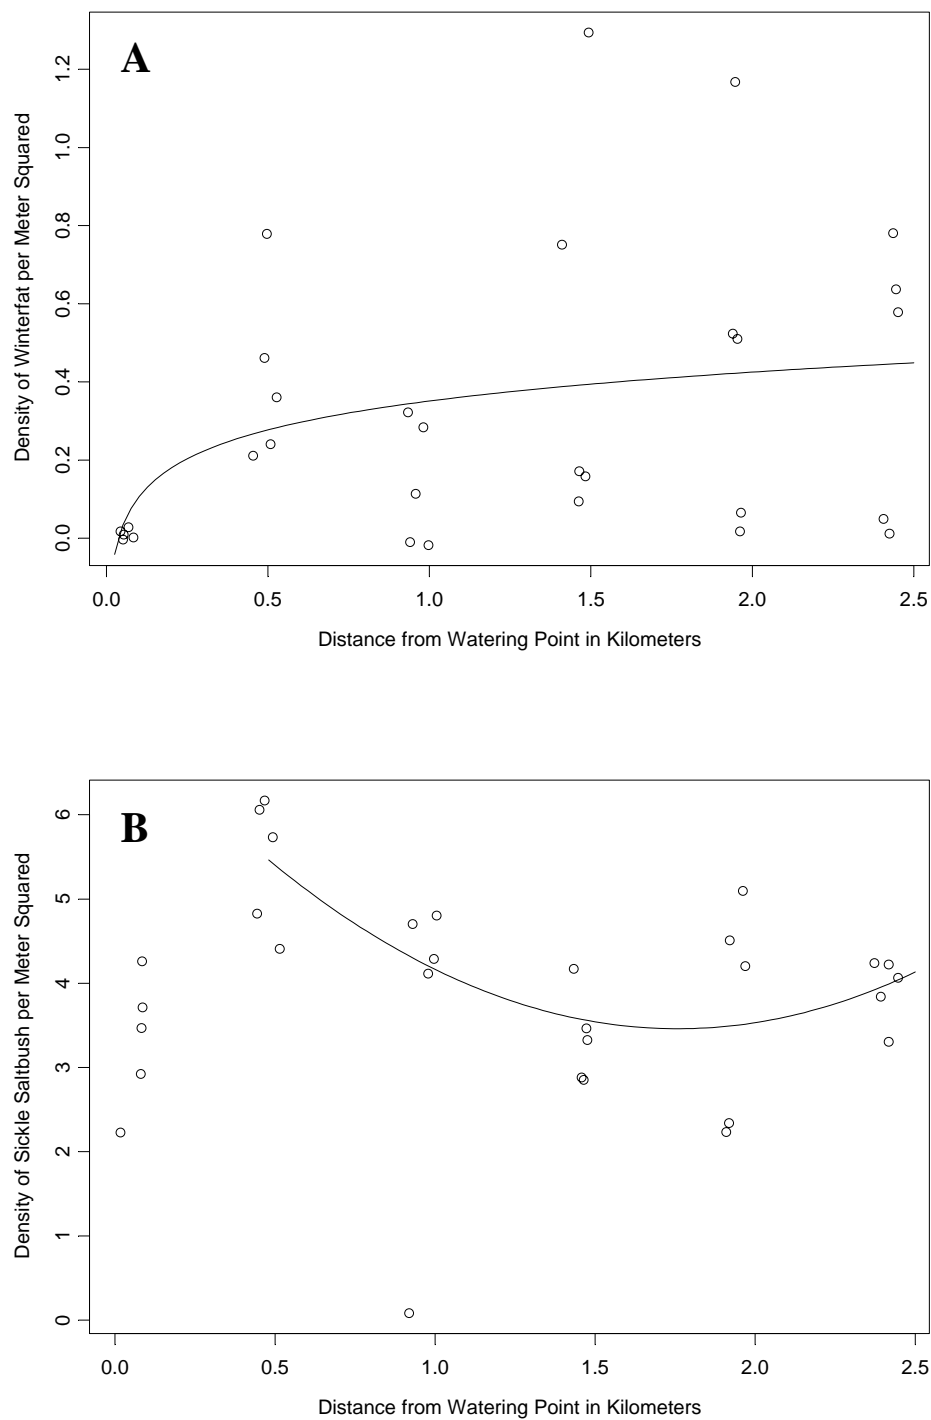 A
Density of Winterfat per Meter Squared
1.2
1.0
0.8
0.6
0.4
0.2
0.0
0.0 0.5 1.0 1.5 2.0 2.5
Distance from Watering Point in Kilometers
B
Density of Sickle Saltbush per Meter Squared
6
5
4
3
2
1
0
0.0 0.5 1.0 1.5 2.0 2.5
Distance from Watering Point in Kilometers